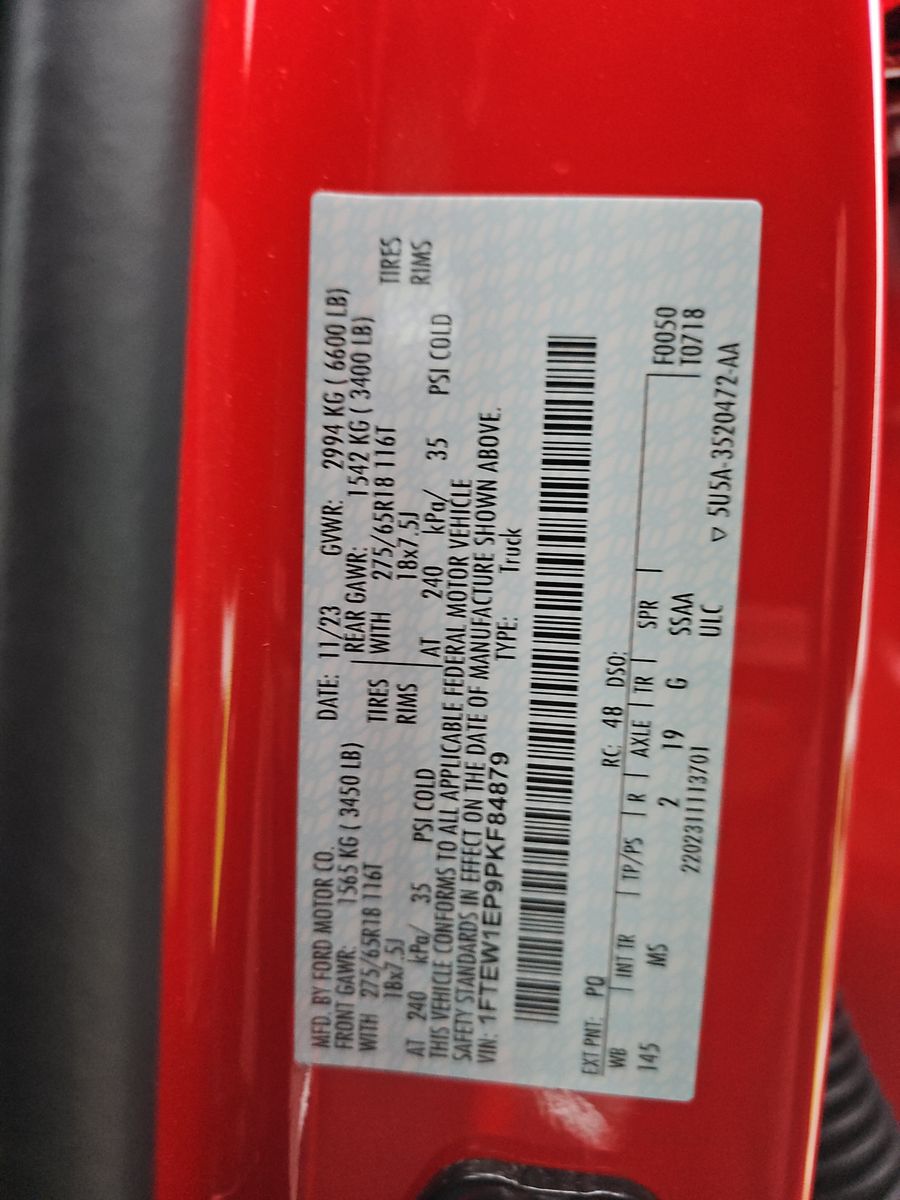 MFD. BY FORD MOTOR CO. DATE: 11/23 GVWR: 2994 KG ( 6600 LB)
FRONT GAWR: 1565 KG ( 3450 LB) REAR GAWR: 1542 KG ( 3400 LB)
WITH 275/65R18 116T TIRES WITH 275/65R18 116T TIRES
18x7.5J RIMS 18x7.5J RIMS
AT 240 kPa/ 35 PSI COLD AT 240 kPa/ 35 PSI COLD
THIS VEHICLE CONFORMS TO ALL APPLICABLE FEDERAL MOTOR VEHICLE
SAFETY STANDARDS IN EFFECT ON THE DATE OF MANUFACTURE SHOWN ABOVE.
VIN: 1FTEW1EP9PKF84879 TYPE: Truck
EXT PNT: PQ RC: 48 DSO: F0050
WB INT TR TP/PS R AXLE TR SPR T0718
145 MS 2 19 G SSAA
2202311113701 ULC 5U5A-3520472-AA